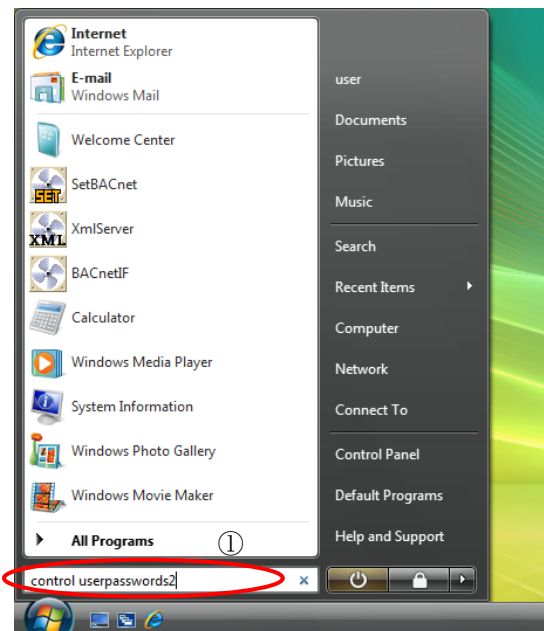 Internet
Internet Explorer
E-mail
Windows Mail
Welcome Center
SET
SetBACnet
XML
XmlServer
BACnetIF
Calculator
Windows Media Player
System Information
Windows Photo Gallery
Windows Movie Maker
All Programs
①
control userpasswords2
user
Documents
Pictures
Music
Search
Recent Items
Computer
Network
Connect To
Control Panel
Default Programs
Help and Support